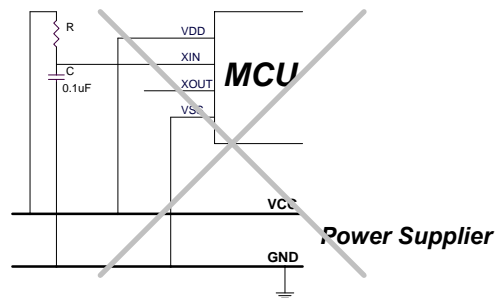 R
VDD
XIN
MCU
C
0.1uF
XOUT
VSS
VCC
Power Supplier
GND